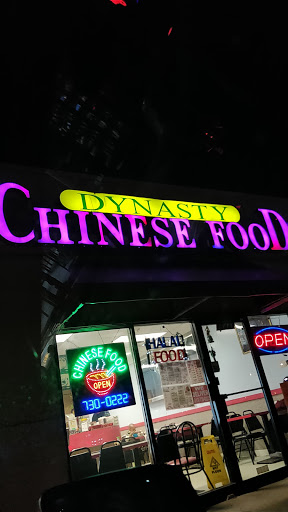 DYNASTY
CHINESE FOOD
CHINESE FOOD
OPEN
730-0222
HALAL
FOOD
OPEN